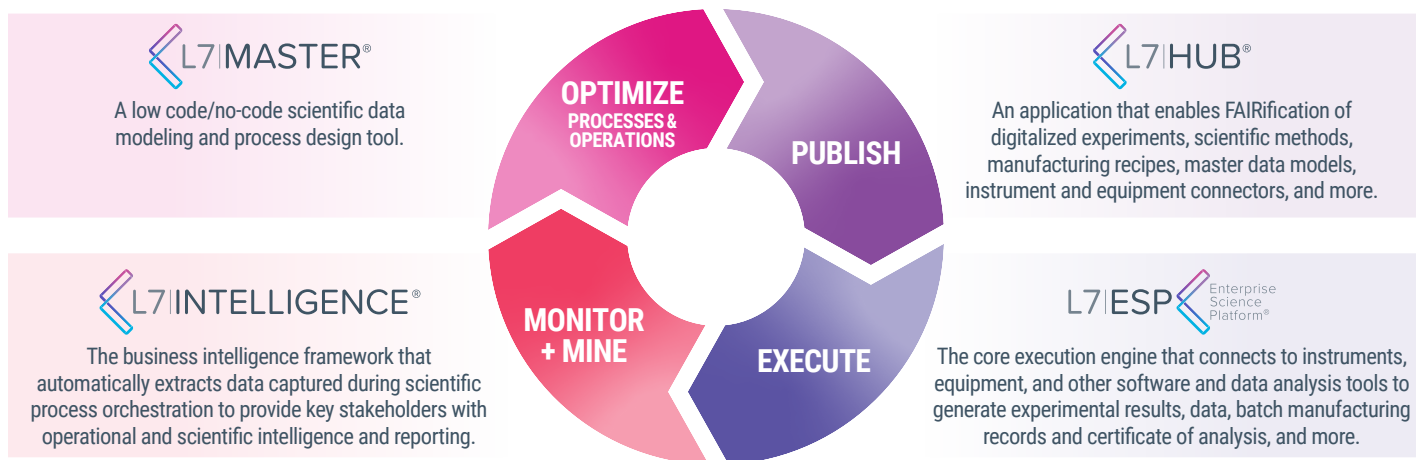 L7|MASTER®
A low code/no-code scientific data
modeling and process design tool.
OPTIMIZE
PROCESSES &
OPERATIONS
PUBLISH
L7|HUB®
An application that enables FAIRification of
digitalized experiments, scientific methods,
manufacturing recipes, master data models,
instrument and equipment connectors, and more.
L7|INTELLIGENCE®
The business intelligence framework that
automatically extracts data captured during scientific
process orchestration to provide key stakeholders with
operational and scientific intelligence and reporting.
MONITOR
+ MINE
EXECUTE
L7|ESP
Enterprise
Science
Platform®
The core execution engine that connects to instruments,
equipment, and other software and data analysis tools to
generate experimental results, data, batch manufacturing
records and certificate of analysis, and more.